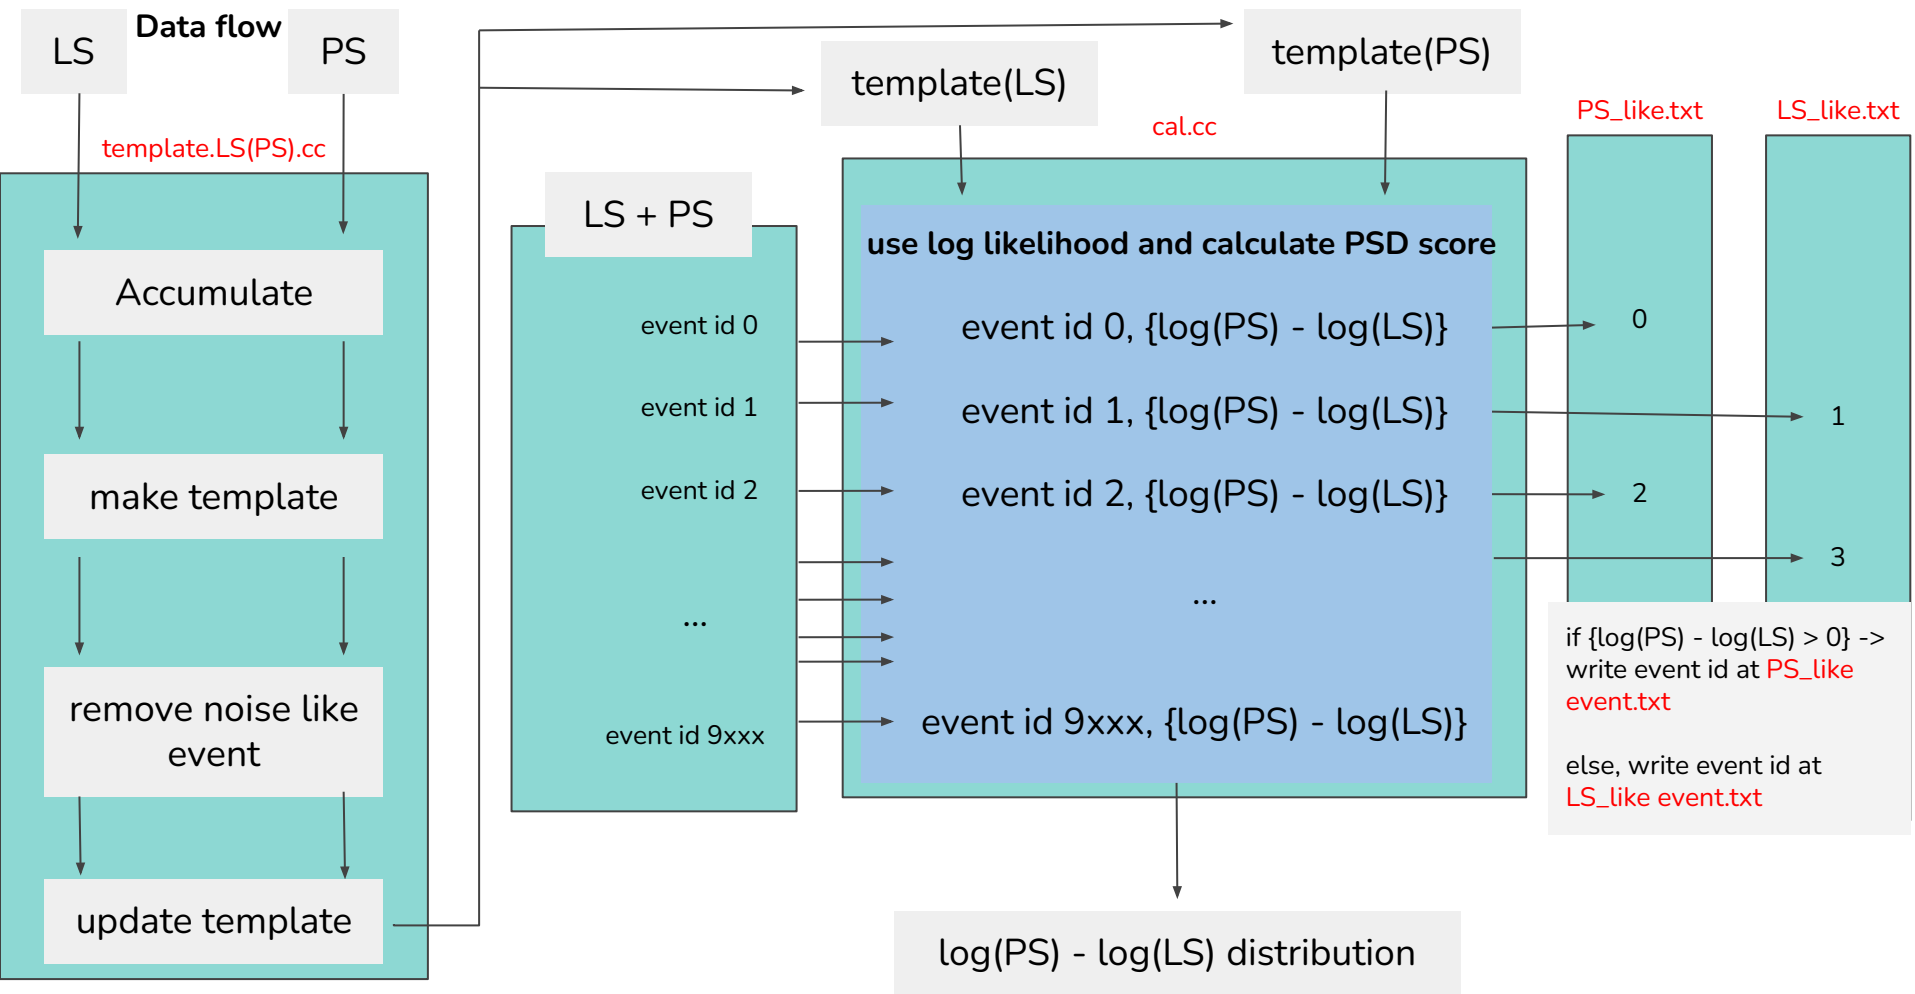 Data flow
LS
PS
template.LS(PS).cc
Accumulate
make template
remove noise like
event
update template
template(LS)
template(PS)
cal.cc
LS + PS
event id 0
event id 1
event id 2
...
event id 9xxx
use log likelihood and calculate PSD score
event id 0, {log(PS) - log(LS)}
event id 1, {log(PS) - log(LS)}
event id 2, {log(PS) - log(LS)}
...
event id 9xxx, {log(PS) - log(LS)}
log(PS) - log(LS) distribution
PS_like.txt
LS_like.txt
0
1
2
3
if {log(PS) - log(LS) > 0} ->
write event id at PS_like
event.txt
else, write event id at
LS_like event.txt